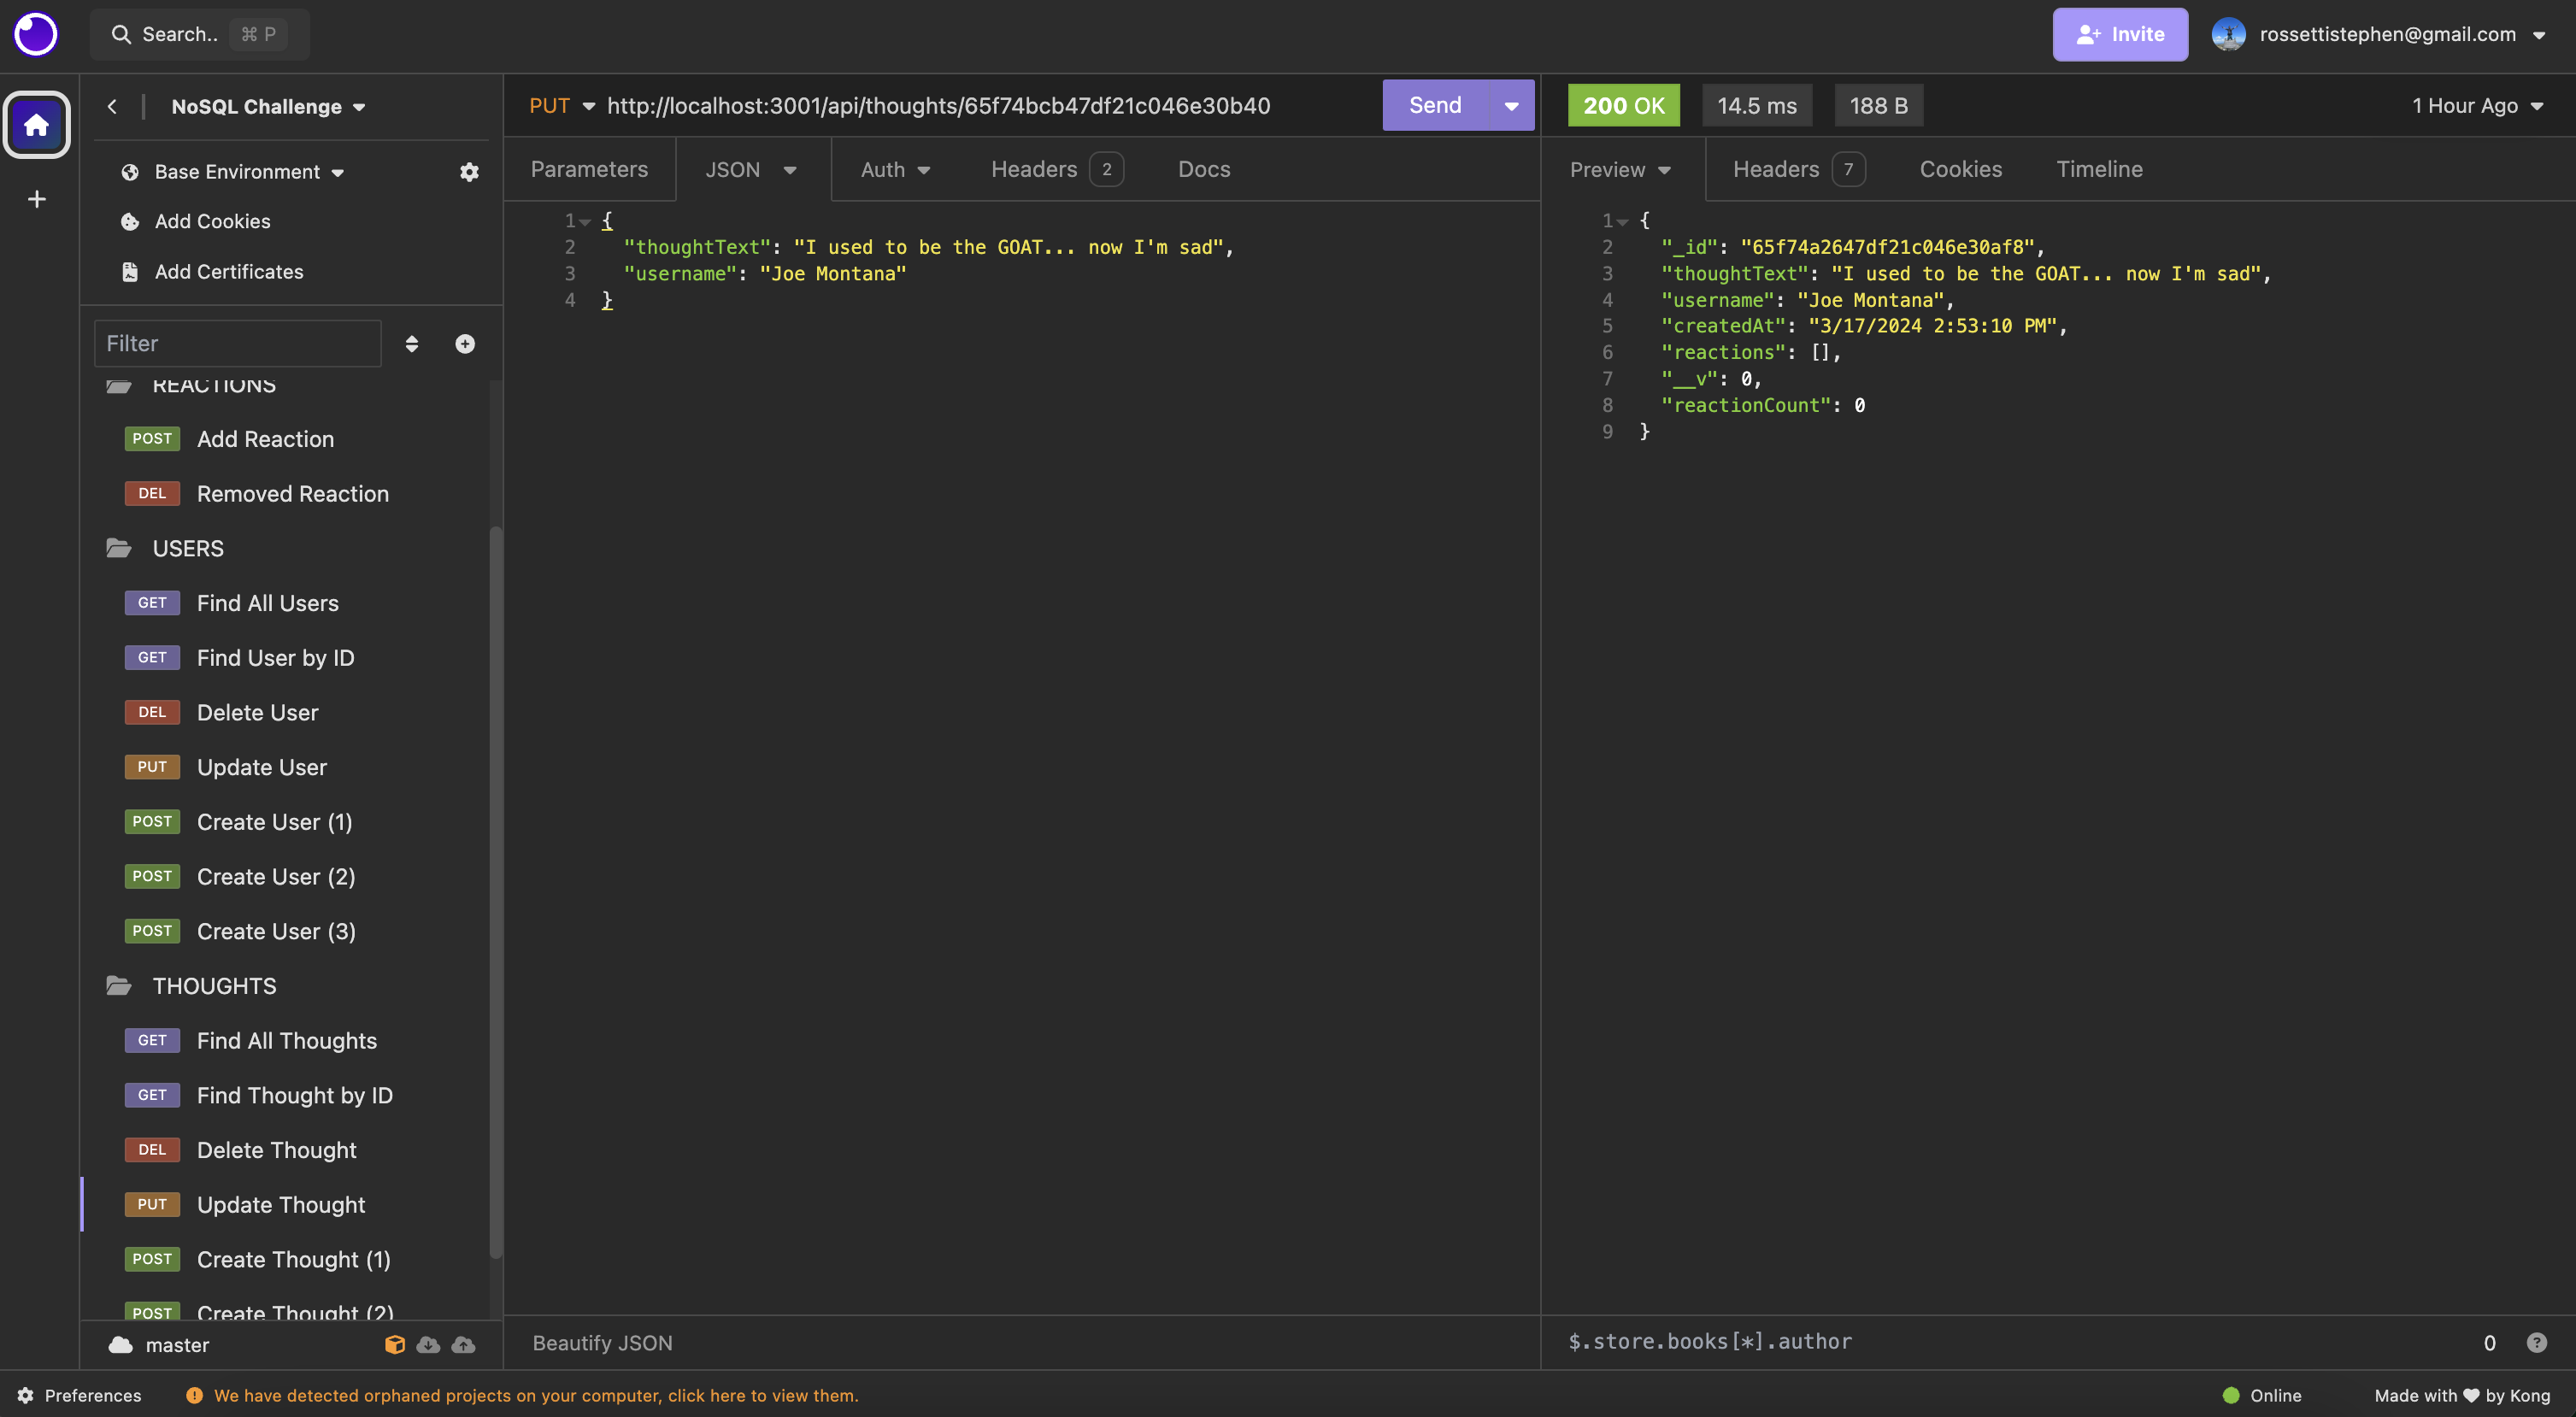 Search.. ⌘ P
Invite
rossettistephen@gmail.com
NoSQL Challenge
Base Environment
Add Cookies
Add Certificates
Filter
REACTIONS
POST Add Reaction
DEL Removed Reaction
USERS
GET Find All Users
GET Find User by ID
DEL Delete User
PUT Update User
POST Create User (1)
POST Create User (2)
POST Create User (3)
THOUGHTS
GET Find All Thoughts
GET Find Thought by ID
DEL Delete Thought
PUT Update Thought
POST Create Thought (1)
POST Create Thought (2)
master
PUT http://localhost:3001/api/thoughts/65f74bcb47df21c046e30b40 Send
Parameters JSON Auth Headers 2 Docs
1 {
2 "thoughtText": "I used to be the GOAT... now I'm sad",
3 "username": "Joe Montana"
4 }
Beautify JSON
200 OK 14.5 ms 188 B 1 Hour Ago
Preview Headers 7 Cookies Timeline
1 {
2 "_id": "65f74a2647df21c046e30af8",
3 "thoughtText": "I used to be the GOAT... now I'm sad",
4 "username": "Joe Montana",
5 "createdAt": "3/17/2024 2:53:10 PM",
6 "reactions": [],
7 "__v": 0,
8 "reactionCount": 0
9 }
$.store.books[*].author 0 ?
Preferences ! We have detected orphaned projects on your computer, click here to view them. Online Made with ♥ by Kong